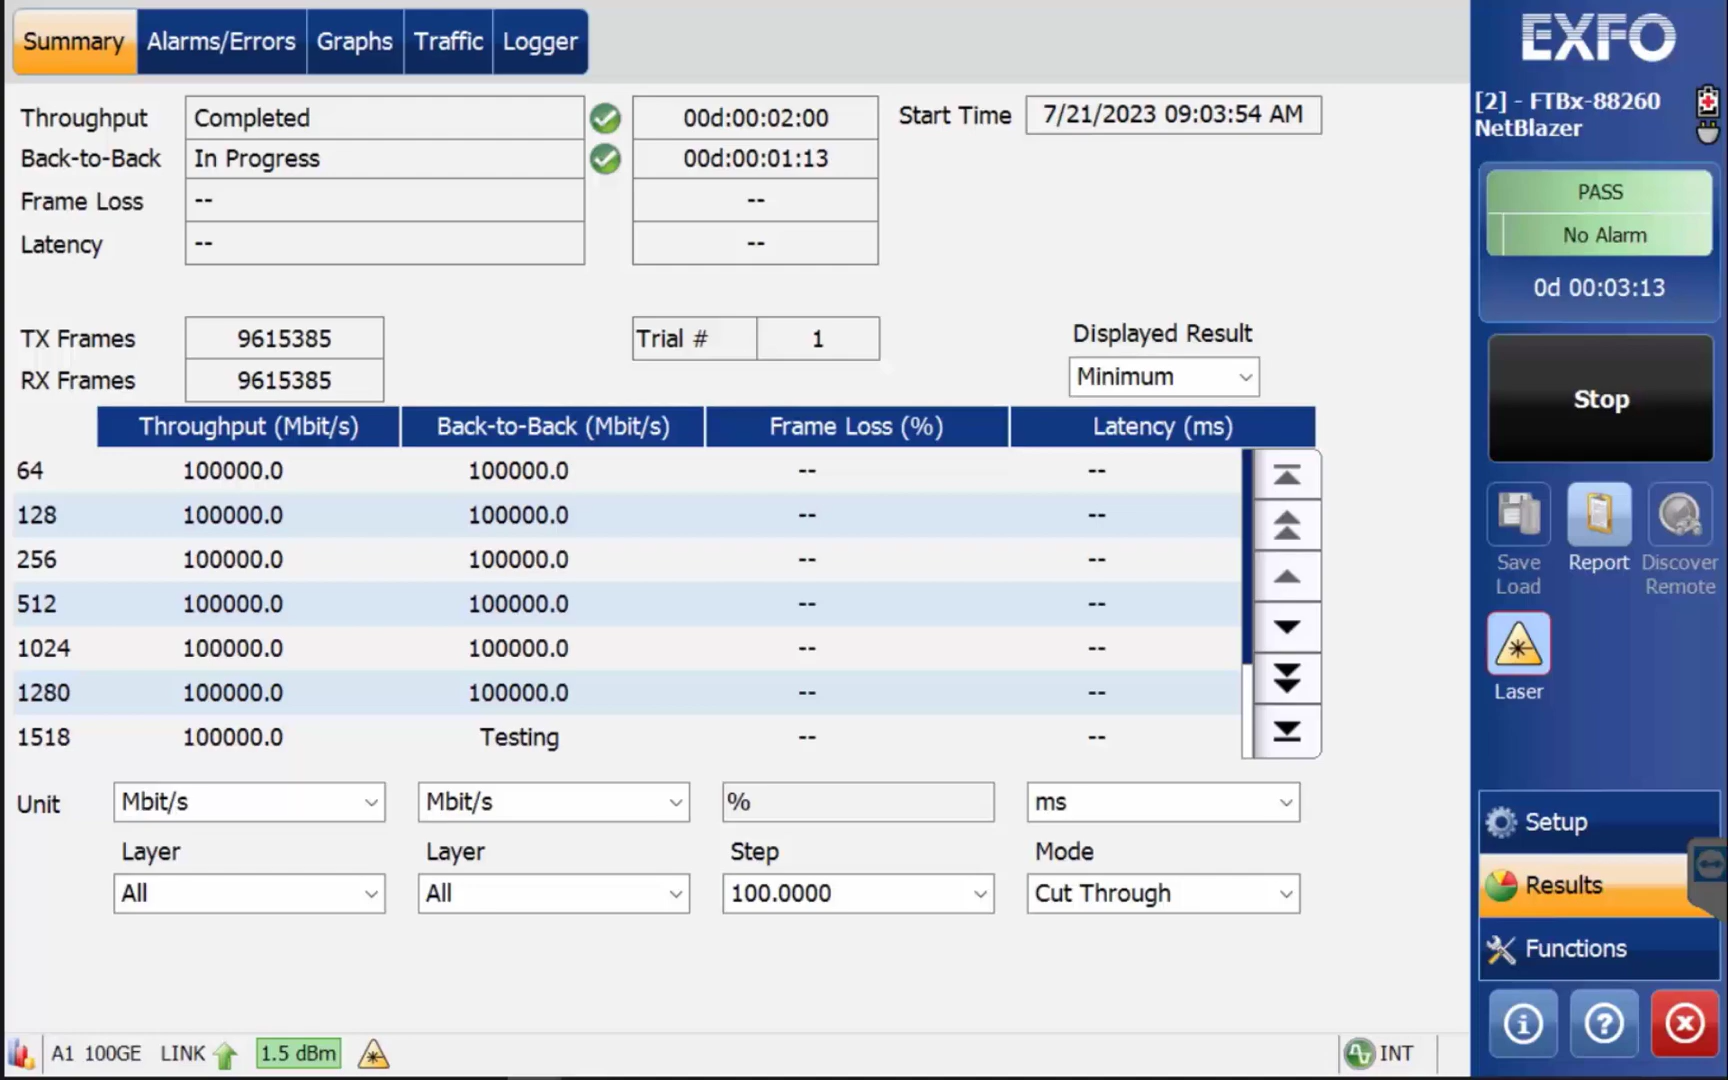 Summary Alarms/Errors Graphs Traffic Logger
EXFO
[2] - FTBx-88260
NetBlazer
Throughput Completed 00d:00:02:00 Start Time 7/21/2023 09:03:54 AM
Back-to-Back In Progress 00d:00:01:13
Frame Loss -- --
Latency -- --
PASS
No Alarm
0d 00:03:13
TX Frames 9615385 Trial # 1 Displayed Result
RX Frames 9615385 Minimum
Stop
Throughput (Mbit/s) Back-to-Back (Mbit/s) Frame Loss (%) Latency (ms)
64 100000.0 100000.0 -- --
128 100000.0 100000.0 -- --
256 100000.0 100000.0 -- --
512 100000.0 100000.0 -- --
1024 100000.0 100000.0 -- --
1280 100000.0 100000.0 -- --
1518 100000.0 Testing -- --
Save Load
Report
Discover Remote
Laser
Unit Mbit/s Mbit/s % ms
Layer Layer Step Mode
All All 100.0000 Cut Through
Setup
Results
Functions
A1 100GE LINK 1.5 dBm INT